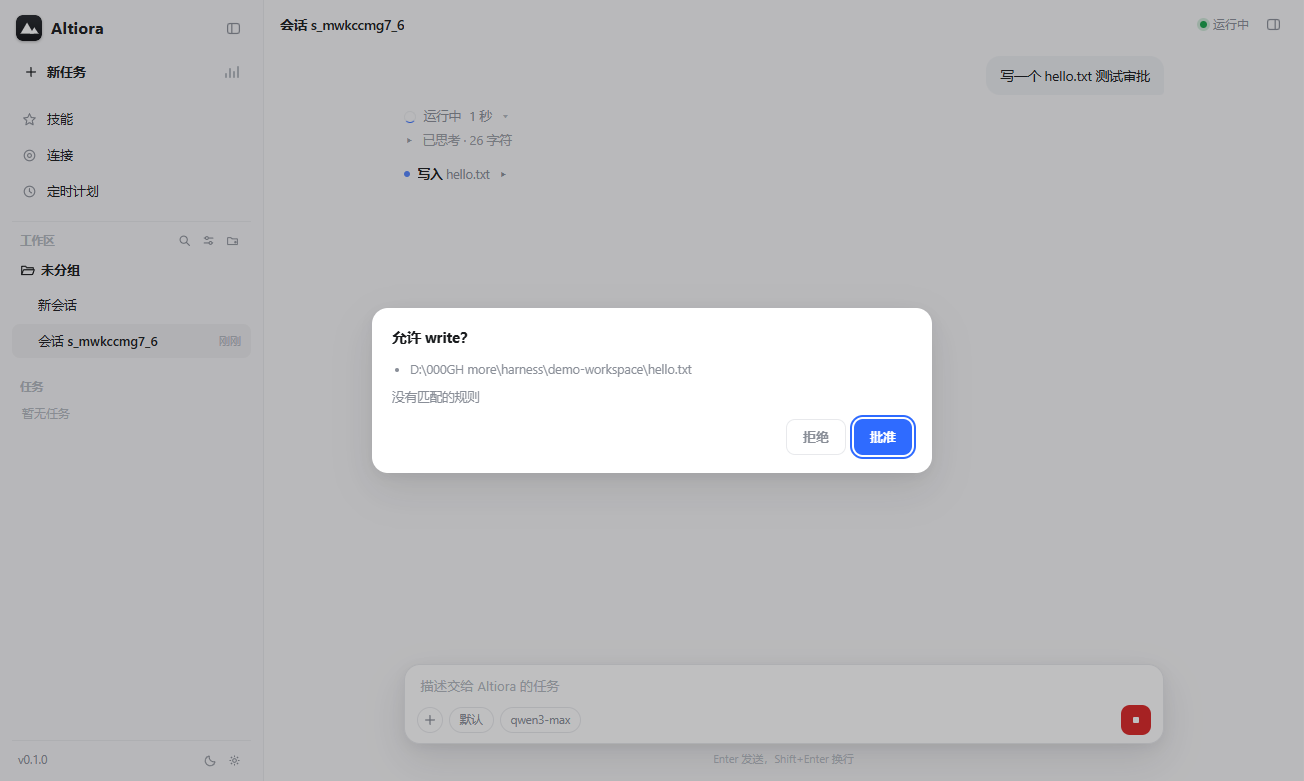 Altiora
新任务
技能
连接
定时计划
工作区
未分组
新会话
会话 s_mwkccmg7_6 刚刚
任务
暂无任务
v0.1.0
会话 s_mwkccmg7_6
运行中
写一个 hello.txt 测试审批
运行中 1 秒
已思考 · 26 字符
写入 hello.txt
允许 write?
D:\000GH more\harness\demo-workspace\hello.txt
没有匹配的规则
拒绝 批准
描述交给 Altiora 的任务
默认 qwen3-max
Enter 发送，Shift+Enter 换行